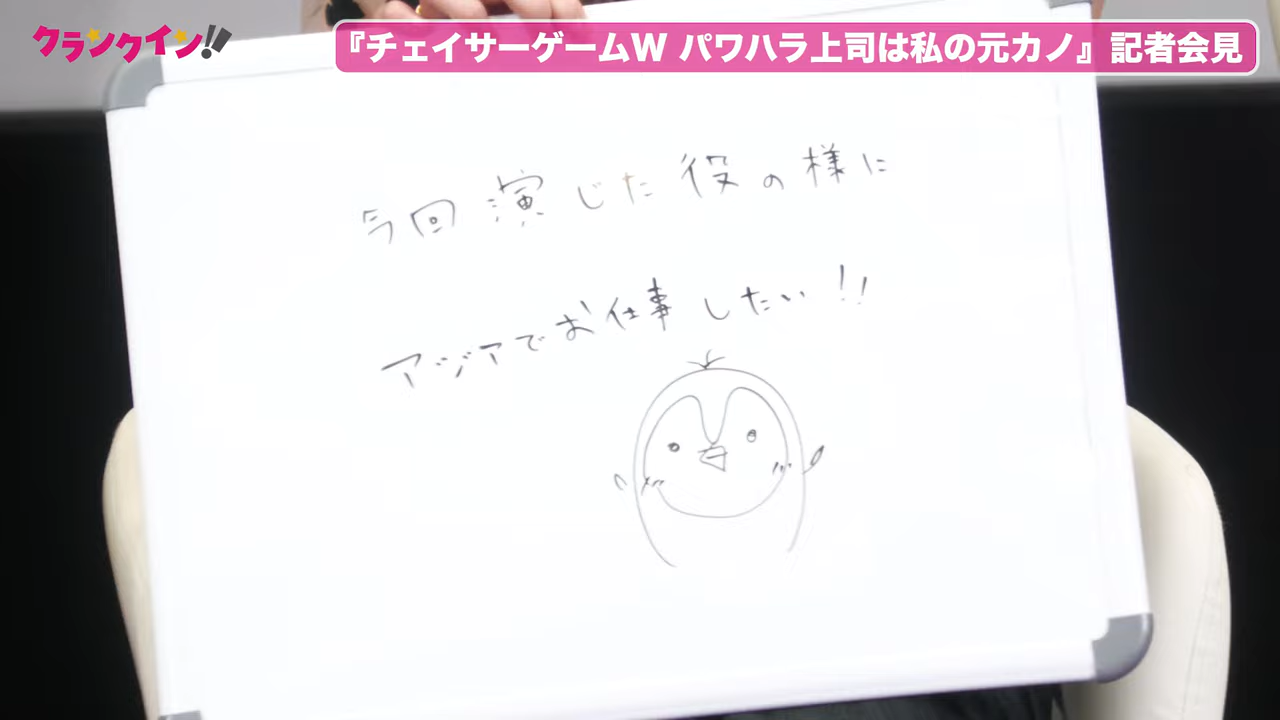 クランクイン!!
『チェイサーゲームW パワハラ上司は私の元カノ』記者会見
今回演じた役の様に
アジアでお仕事したい!!